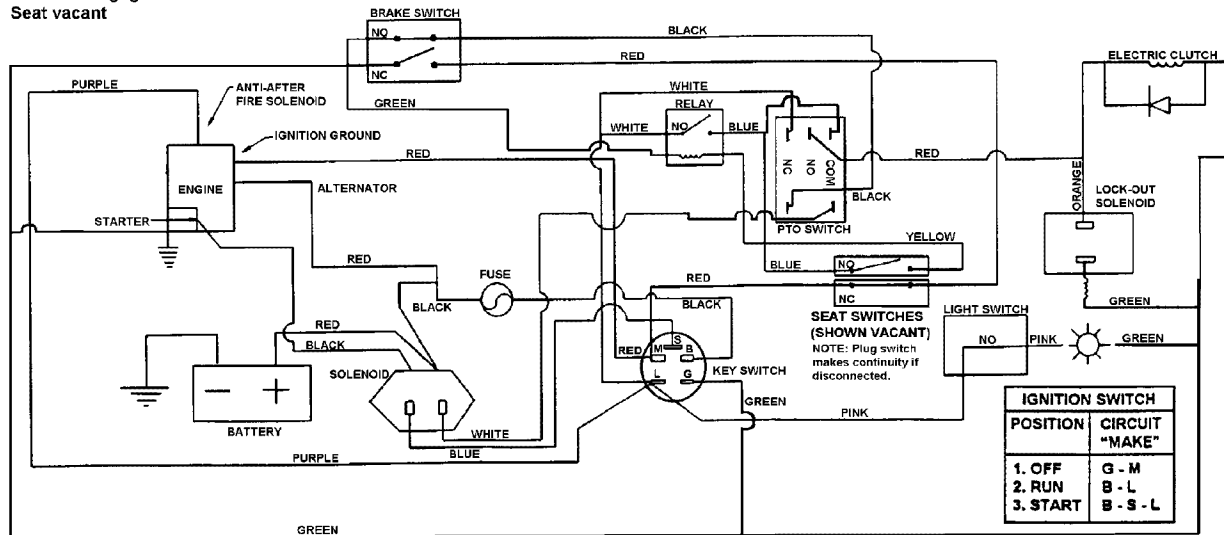 Seat vacant
BRAKE SWITCH
NO
BLACK
RED
NC
ELECTRIC CLUTCH
PURPLE
ANTI-AFTER
FIRE SOLENOID
WHITE
GREEN
RELAY
IGNITION GROUND
WHITE
NO
BLUE
RED
NC
NO
COM
RED
ENGINE
ALTERNATOR
BLACK
ORANGE
LOCK-OUT
SOLENOID
STARTER
PTO SWITCH
YELLOW
RED
FUSE
BLUE
NO
RED
BLACK
BLACK
NC
GREEN
SEAT SWITCHES
(SHOWN VACANT)
NOTE: Plug switch
makes continuity if
disconnected.
LIGHT SWITCH
RED
BLACK
S
RED
M
B
NO
PINK
GREEN
SOLENOID
L
G
KEY SWITCH
GREEN
PINK
BATTERY
WHITE
BLUE
PURPLE
IGNITION SWITCH
POSITION
CIRCUIT
"MAKE"
1. OFF
G - M
2. RUN
B - L
3. START
B - S - L
GREEN